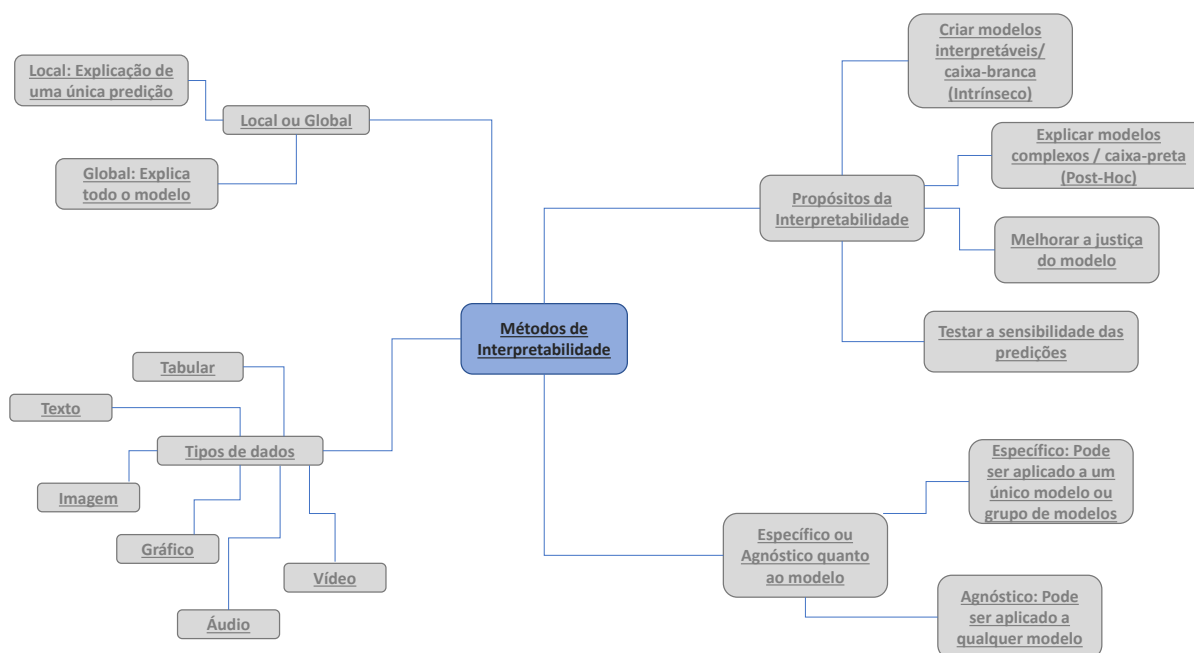 Criar modelos
interpretáveis/
caixa-branca
(Intrínseco)
Local: Explicação de
uma única predição
Local ou Global
Global: Explica
todo o modelo
Explicar modelos
complexos / caixa-preta
(Post-Hoc)
Propósitos da
Interpretabilidade
Melhorar a justiça
do modelo
Testar a sensibilidade das
predições
Métodos de
Interpretabilidade
Tabular
Texto
Tipos de dados
Imagem
Gráfico
Vídeo
Áudio
Específico: Pode
ser aplicado a um
único modelo ou
grupo de modelos
Específico ou
Agnóstico quanto
ao modelo
Agnóstico: Pode
ser aplicado a
qualquer modelo